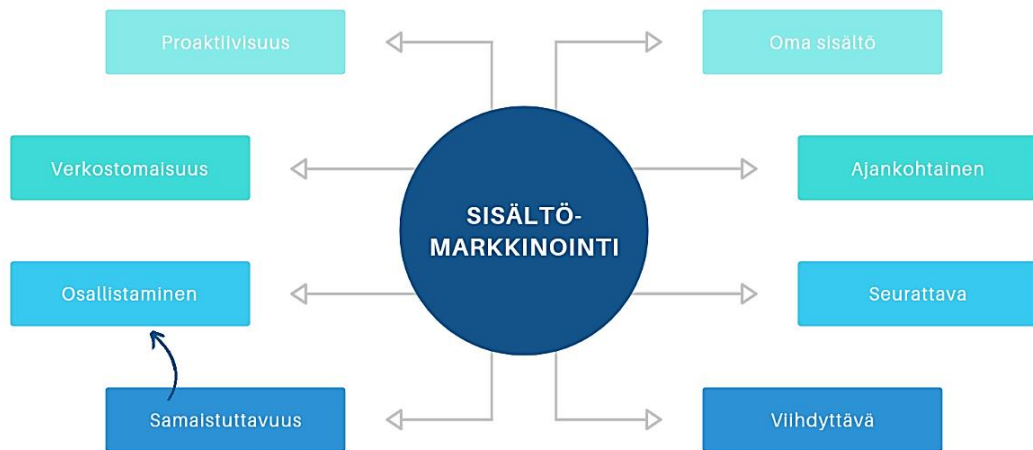 Proaktiivisuus
Oma sisältö
Verkostomaisuus
Ajankohtainen
SISÄLTÖ-
MARKKINOINTI
Osallistaminen
Seurattava
Samaistuttavuus
Viihdyttävä